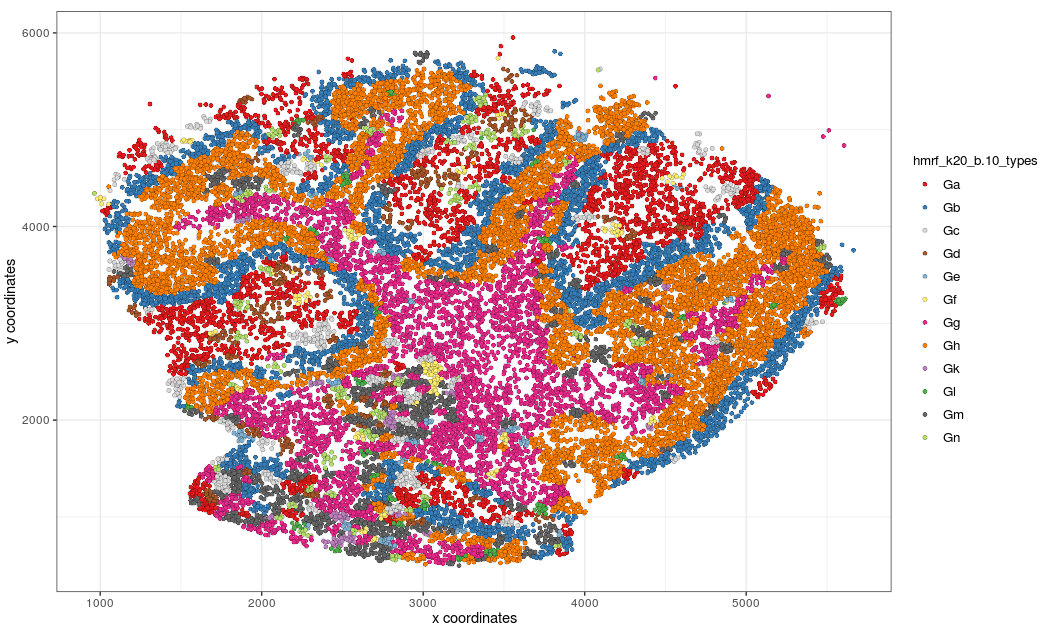 6000
4000
2000
1000
2000
3000
4000
5000
x coordinates
y coordinates
hmrf_k20_b.10_types
Ga
Gb
Gc
Gd
Ge
Gf
Gg
Gh
Gk
Gl
Gm
Gn